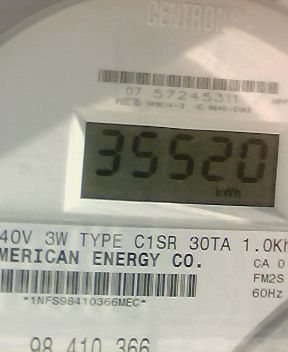 CENTRON
07 57245311
35520
kWh
40V 3W TYPE C1SR 30TA 1.0Kh
MERICAN ENERGY CO.
CA 0
FM2S
60Hz
*1NFS98410366MEC*
98 410 366